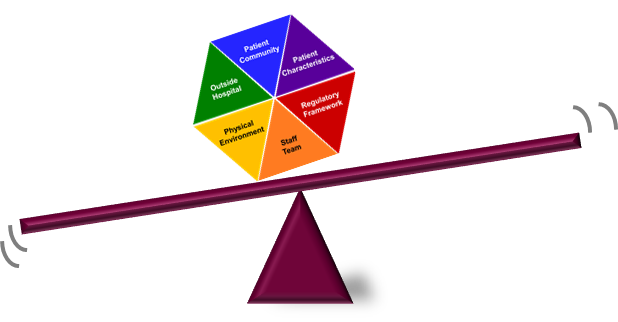 Patient
Community
Patient
Characteristics
Outside
Hospital
Regulatory
Framework
Physical
Environment
Staff
Team